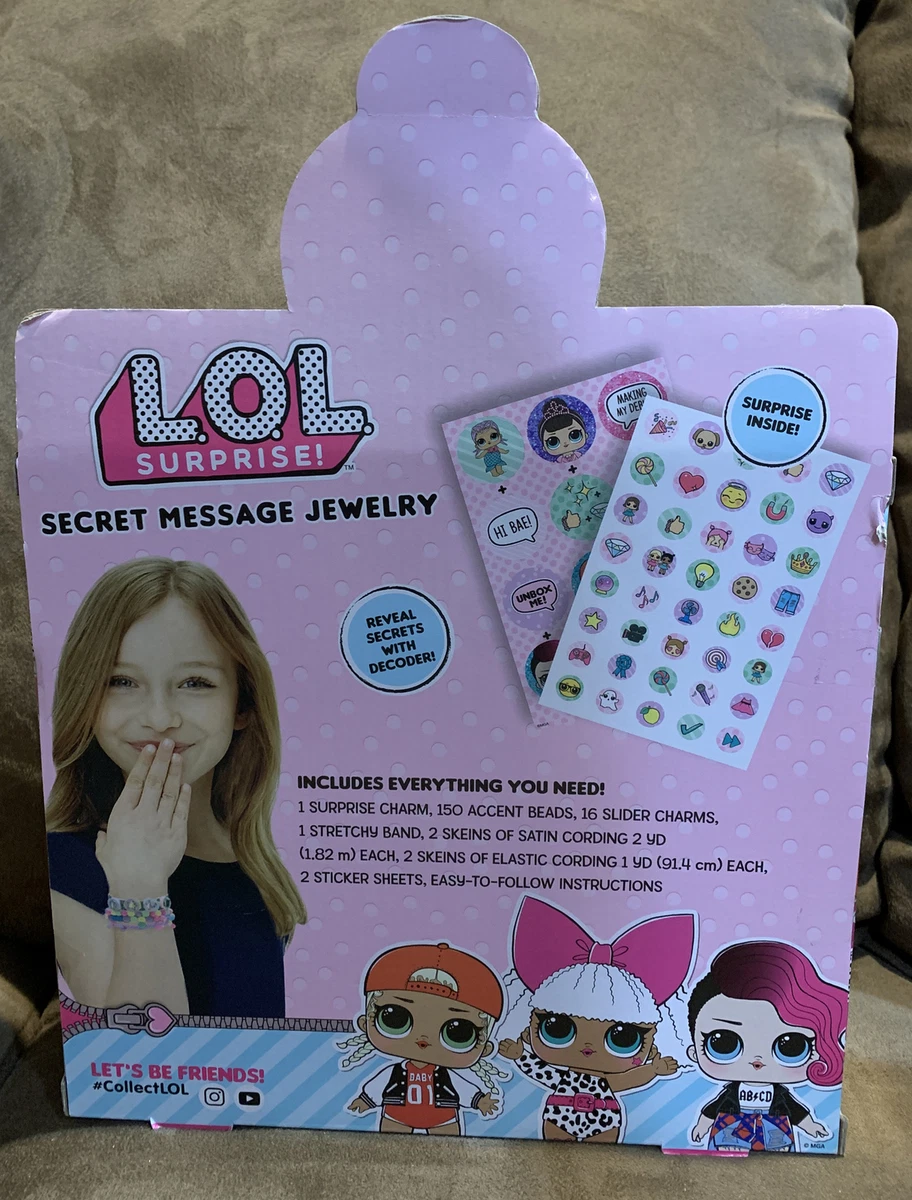 L.O.L.
SURPRISE!™
SECRET MESSAGE JEWELRY
MAKING
MY
SURPRISE
INSIDE!
HI BAE!
UNBOX
ME!
REVEAL
SECRETS
WITH
DECODER!
INCLUDES EVERYTHING YOU NEED!
1 SURPRISE CHARM, 150 ACCENT BEADS, 16 SLIDER CHARMS,
1 STRETCHY BAND, 2 SKEINS OF SATIN CORDING 2 YD
(1.82 m) EACH, 2 SKEINS OF ELASTIC CORDING 1 YD (91.4 cm) EACH,
2 STICKER SHEETS, EASY-TO-FOLLOW INSTRUCTIONS
LET'S BE FRIENDS!
#CollectLOL
BABY
01
AB⚡CD
© MGA